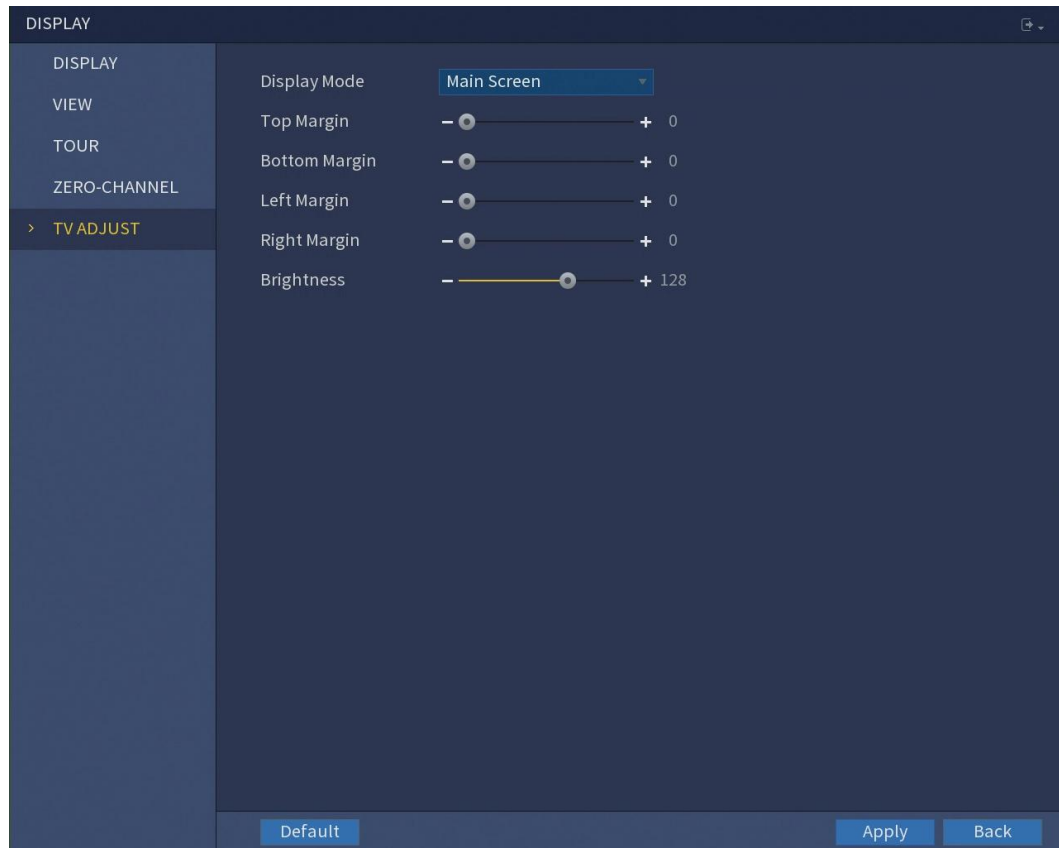 DISPLAY
DISPLAY
VIEW
TOUR
ZERO-CHANNEL
> TV ADJUST
Display Mode Main Screen
Top Margin - + 0
Bottom Margin - + 0
Left Margin - + 0
Right Margin - + 0
Brightness - + 128
Default Apply Back